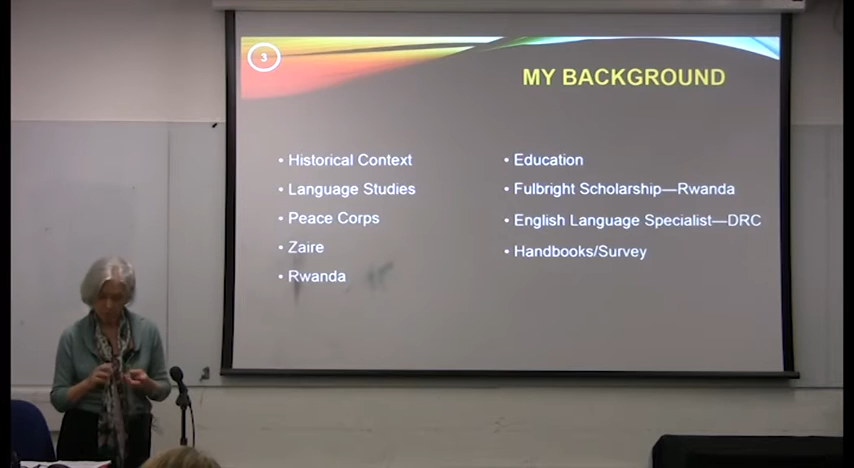 3
MY BACKGROUND
• Historical Context
• Language Studies
• Peace Corps
• Zaire
• Rwanda
• Education
• Fulbright Scholarship—Rwanda
• English Language Specialist—DRC
• Handbooks/Survey